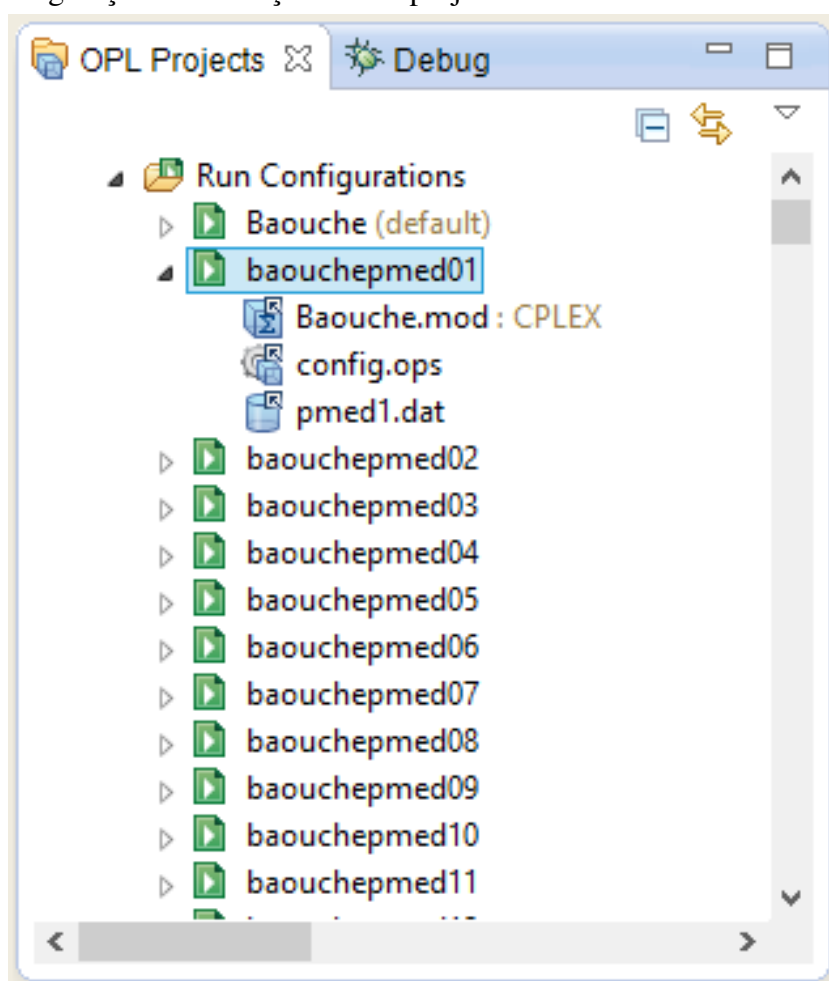 OPL Projects Debug
Run Configurations
Baouche (default)
baouchepmed01
Baouche.mod : CPLEX
config.ops
pmed1.dat
baouchepmed02
baouchepmed03
baouchepmed04
baouchepmed05
baouchepmed06
baouchepmed07
baouchepmed08
baouchepmed09
baouchepmed10
baouchepmed11